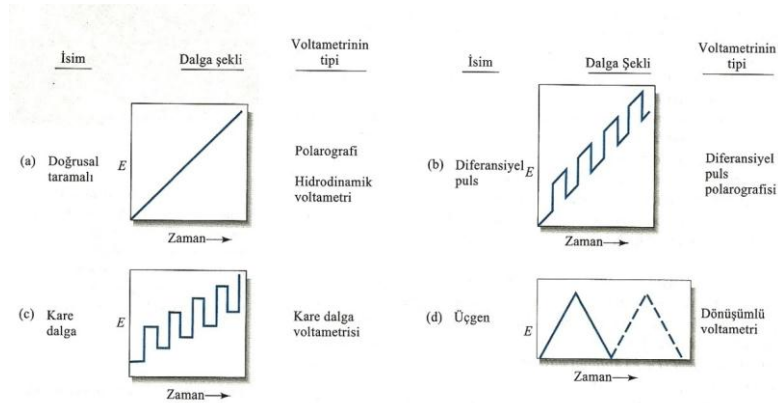 İsim
Dalga şekli
Voltametrinin
tipi
(a) Doğrusal
taramalı
E
Zaman
Polarografi
Hidrodinamik
voltametri
İsim
Dalga Şekli
Voltametrinin
tipi
(b) Diferansiyel
puls
E
Zaman
Diferansiyel
puls
polarografisi
(c) Kare
dalga
E
Zaman
Kare dalga
voltametrisi
(d) Üçgen
E
Zaman
Dönüşümlü
voltametri